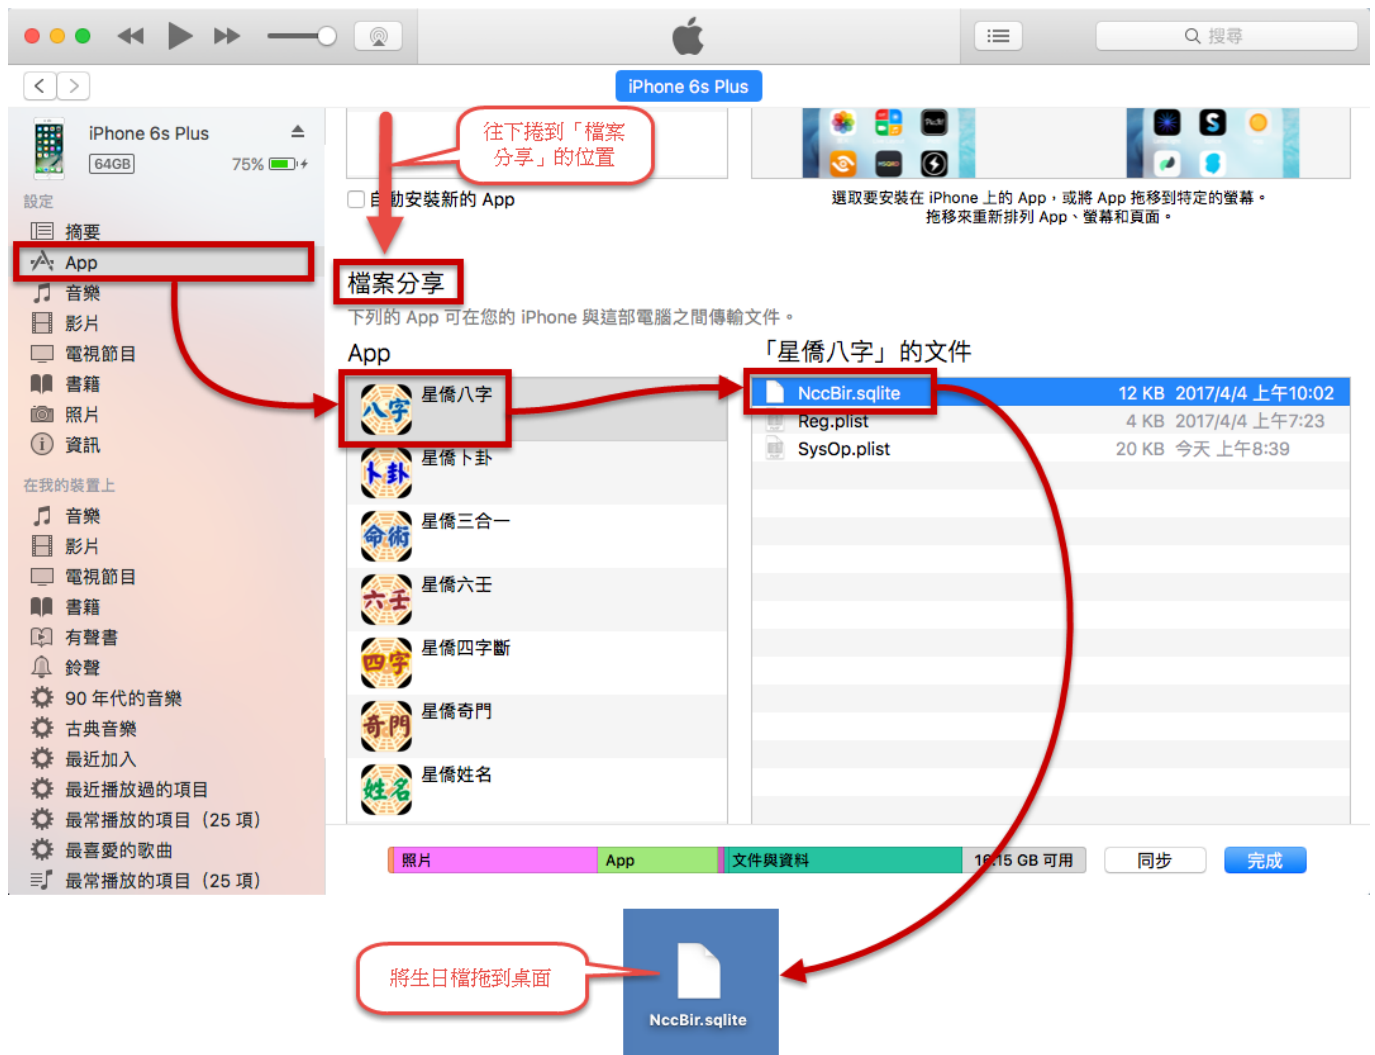 搜尋
iPhone 6s Plus
iPhone 6s Plus
64GB
75%
設定
摘要
App
音樂
影片
電視節目
書籍
照片
資訊
在我的裝置上
音樂
影片
電視節目
書籍
有聲書
鈴聲
90 年代的音樂
古典音樂
最近加入
最近播放過的項目
最常播放的項目（25 項）
最喜愛的歌曲
最常播放的項目（25 項）
往下捲到「檔案
分享」的位置
自動安裝新的 App
選取要安裝在 iPhone 上的 App，或將 App 拖移到特定的螢幕。
拖移來重新排列 App、螢幕和頁面。
檔案分享
下列的 App 可在您的 iPhone 與這部電腦之間傳輸文件。
App
八字
星僑八字
卜卦
星僑卜卦
命術
星僑三合一
六壬
星僑六壬
四字
星僑四字斷
奇門
星僑奇門
姓名
星僑姓名
「星僑八字」的文件
NccBir.sqlite 12 KB 2017/4/4 上午10:02
Reg.plist 4 KB 2017/4/4 上午7:23
SysOp.plist 20 KB 今天 上午8:39
照片 App 文件與資料 16.15 GB 可用 同步 完成
將生日檔拖到桌面
NccBir.sqlite